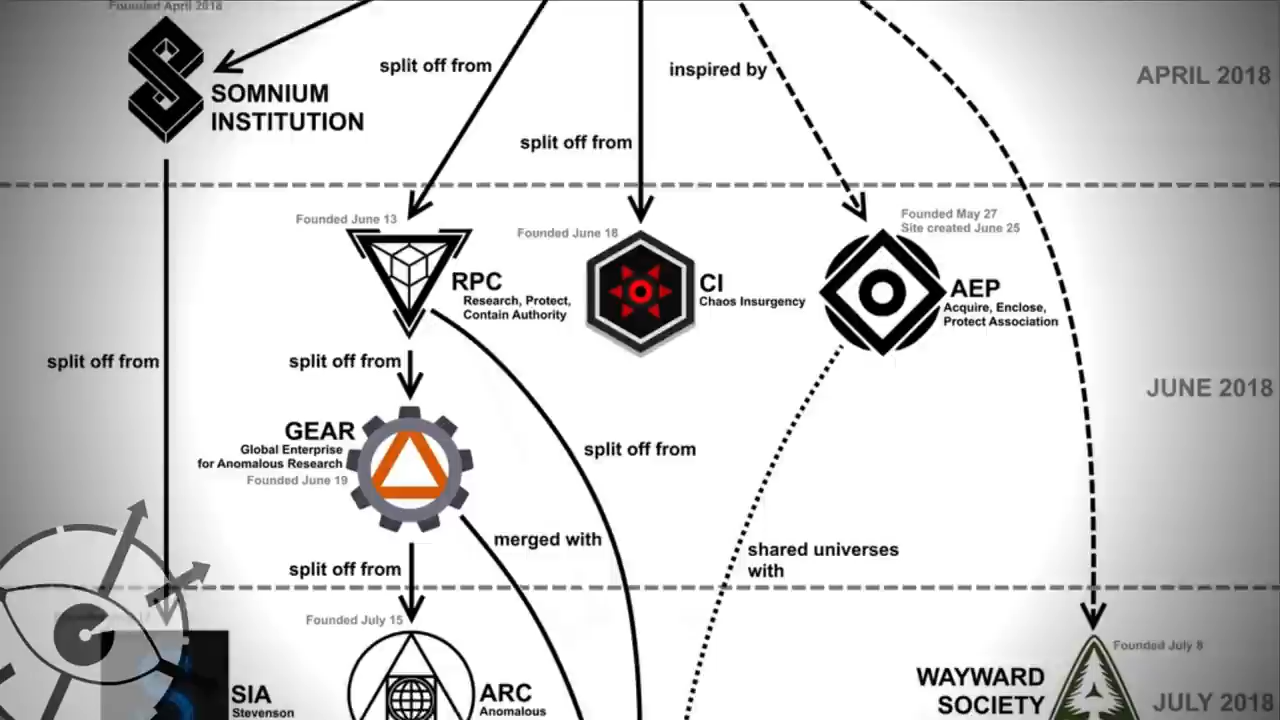 Founded April 2018
SOMNIUM
INSTITUTION
split off from
split off from
inspired by
APRIL 2018
Founded June 13
RPC
Research, Protect,
Contain Authority
Founded June 18
CI
Chaos Insurgency
Founded May 27
Site created June 25
AEP
Acquire, Enclose,
Protect Association
split off from
split off from
JUNE 2018
GEAR
Global Enterprise
for Anomalous Research
Founded June 19
split off from
merged with
shared universes
with
split off from
Founded July 15
SIA
Stevenson
ARC
Anomalous
Founded July 8
WAYWARD
SOCIETY
JULY 2018